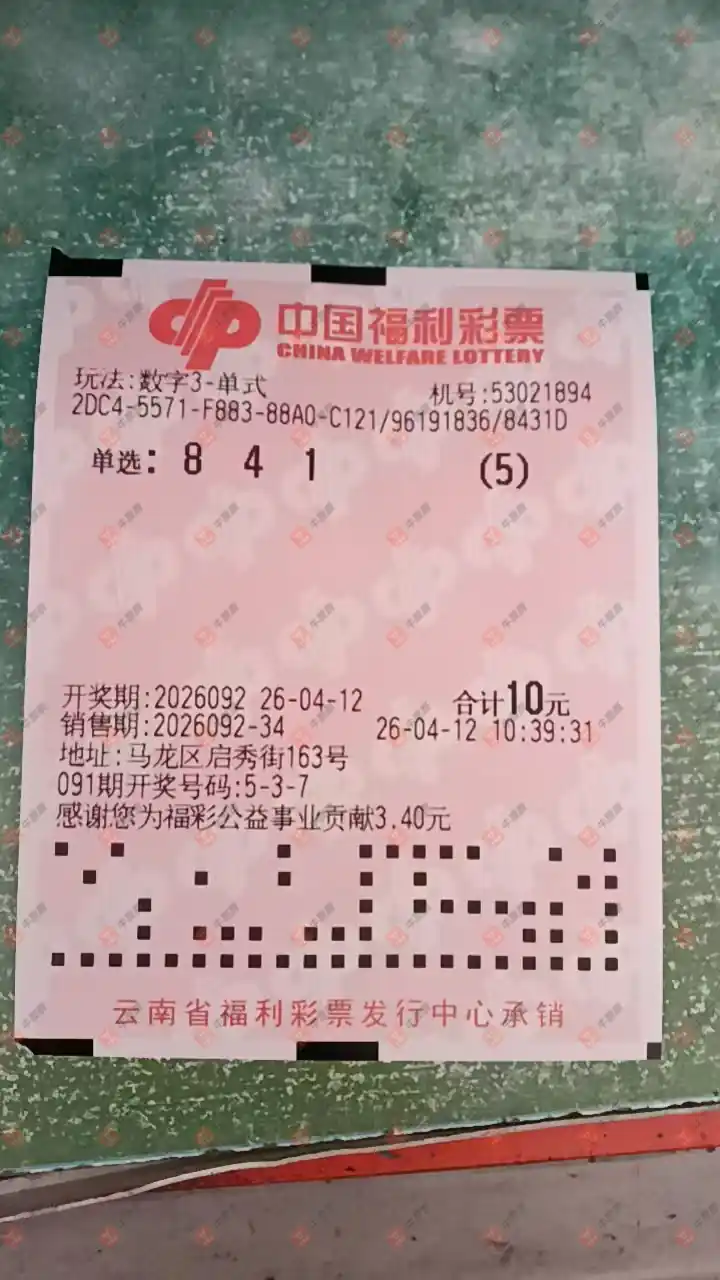 中国福利彩票
CHINA WELFARE LOTTERY
玩法:数字3-单式 机号:53021894
2DC4-5571-F883-88A0-C121/96191836/8431D
单选: 8 4 1 (5)
开奖期:2026092 26-04-12 合计10元
销售期:2026092-34 26-04-12 10:39:31
地址:马龙区启秀街163号
091期开奖号码:5-3-7
感谢您为福彩公益事业贡献3.40元
云南省福利彩票发行中心承销